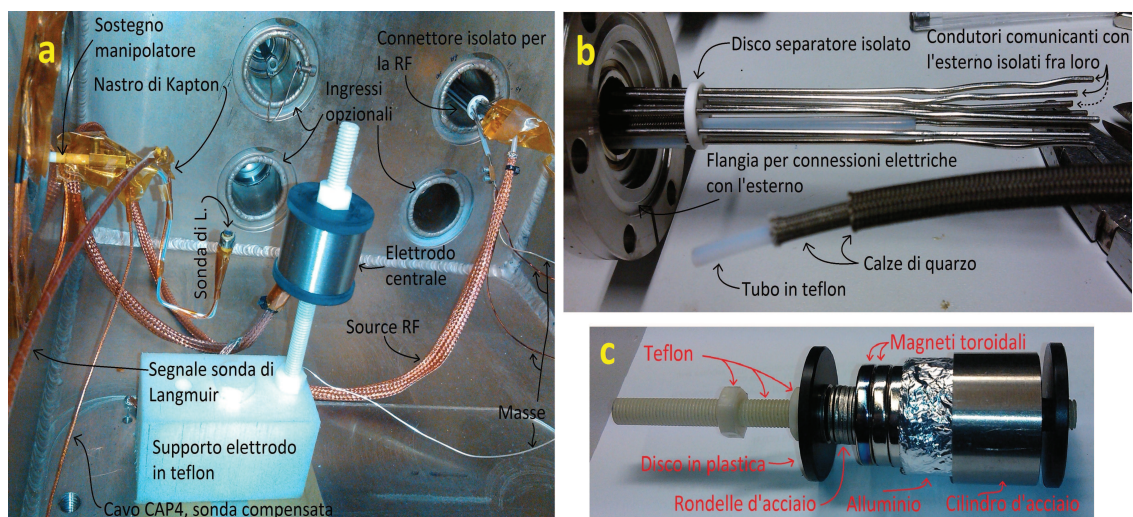 a
Sostegno
manipolatore
Nastro di Kapton
Connettore isolato per
la RF
Ingressi
opzionali
Sonda di L.
Elettrodo
centrale
Source RF
Segnale sonda di
Langmuir
Masse
Supporto elettrodo
in teflon
Cavo CAP4, sonda compensata
b
Disco separatore isolato
Condutori comunicanti con
l'esterno isolati fra loro
Flangia per connessioni elettriche
con l'esterno
Calze di quarzo
Tubo in teflon
c
Teflon
Magneti toroidali
Disco in plastica
Rondelle d'acciaio
Alluminio
Cilindro d'acciaio